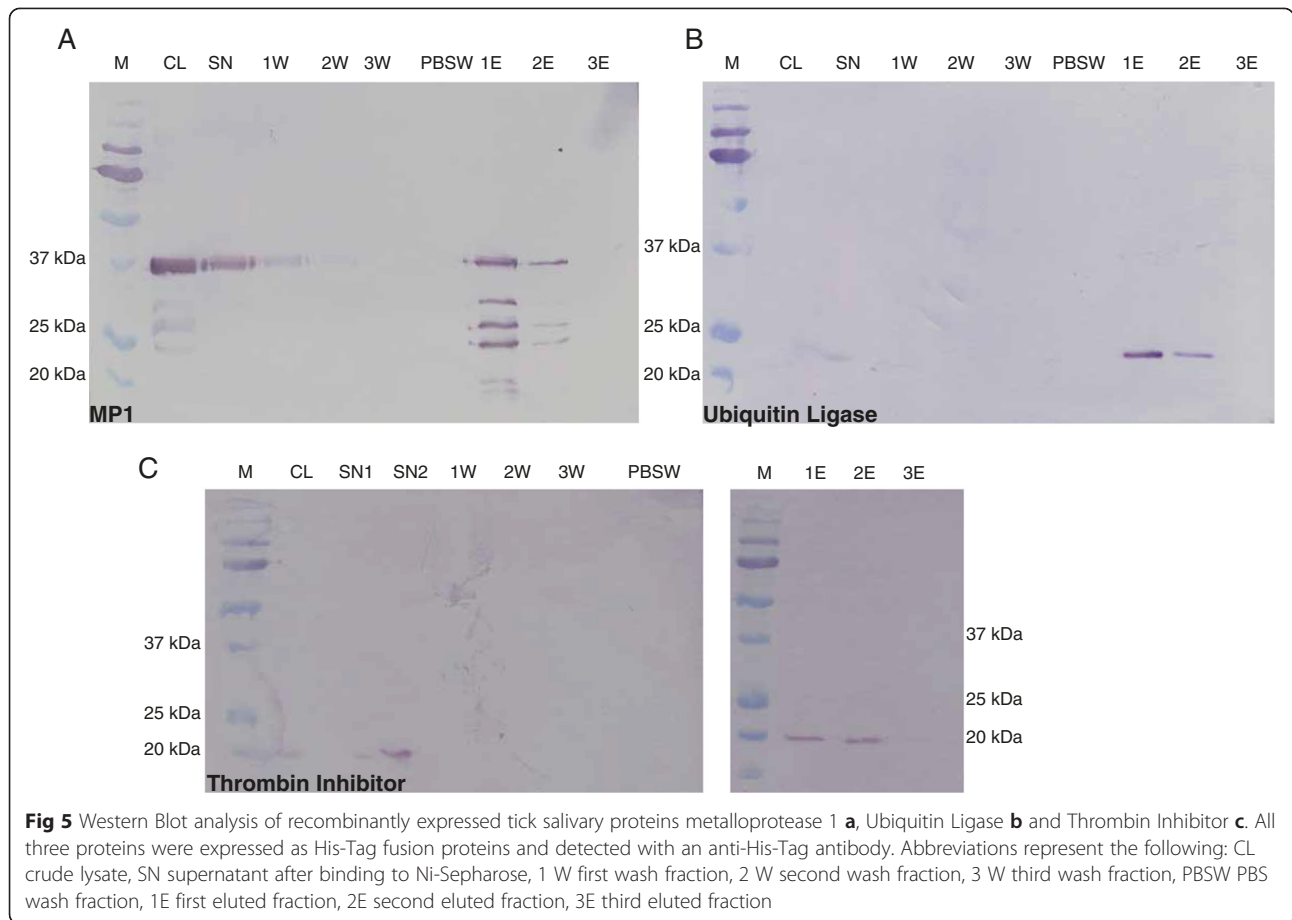 A
M CL SN 1W 2W 3W PBSW 1E 2E 3E
37 kDa
25 kDa
20 kDa
MP1
B
M CL SN 1W 2W 3W PBSW 1E 2E 3E
37 kDa
25 kDa
20 kDa
Ubiquitin Ligase
C
M CL SN1 SN2 1W 2W 3W PBSW
37 kDa
25 kDa
20 kDa
Thrombin Inhibitor
M 1E 2E 3E
37 kDa
25 kDa
20 kDa
Fig 5 Western Blot analysis of recombinantly expressed tick salivary proteins metalloprotease 1 a, Ubiquitin Ligase b and Thrombin Inhibitor c. All
three proteins were expressed as His-Tag fusion proteins and detected with an anti-His-Tag antibody. Abbreviations represent the following: CL
crude lysate, SN supernatant after binding to Ni-Sepharose, 1 W first wash fraction, 2 W second wash fraction, 3 W third wash fraction, PBSW PBS
wash fraction, 1E first eluted fraction, 2E second eluted fraction, 3E third eluted fraction